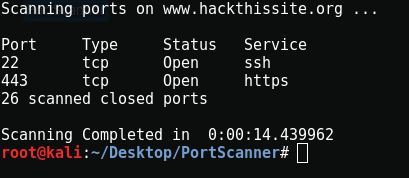 Scanning ports on www.hackthissite.org ...
Port Type Status Service
22 tcp Open ssh
443 tcp Open https
26 scanned closed ports
Scanning Completed in  0:00:14.439962
root@kali:~/Desktop/PortScanner#